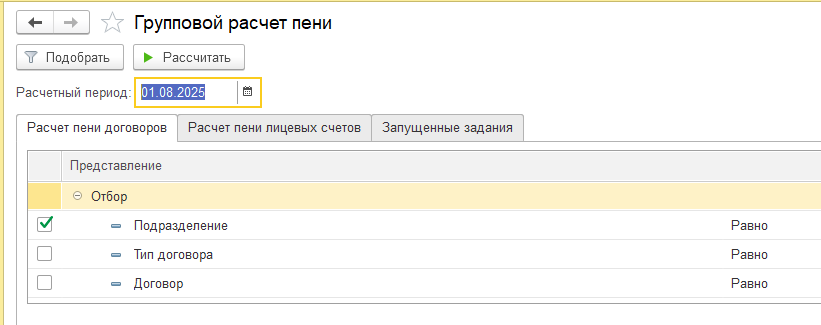 Групповой расчет пени
Подобрать Рассчитать
Расчетный период: 01.08.2025
Расчет пени договоров Расчет пени лицевых счетов Запущенные задания
Представление
Отбор
Подразделение Равно
Тип договора Равно
Договор Равно